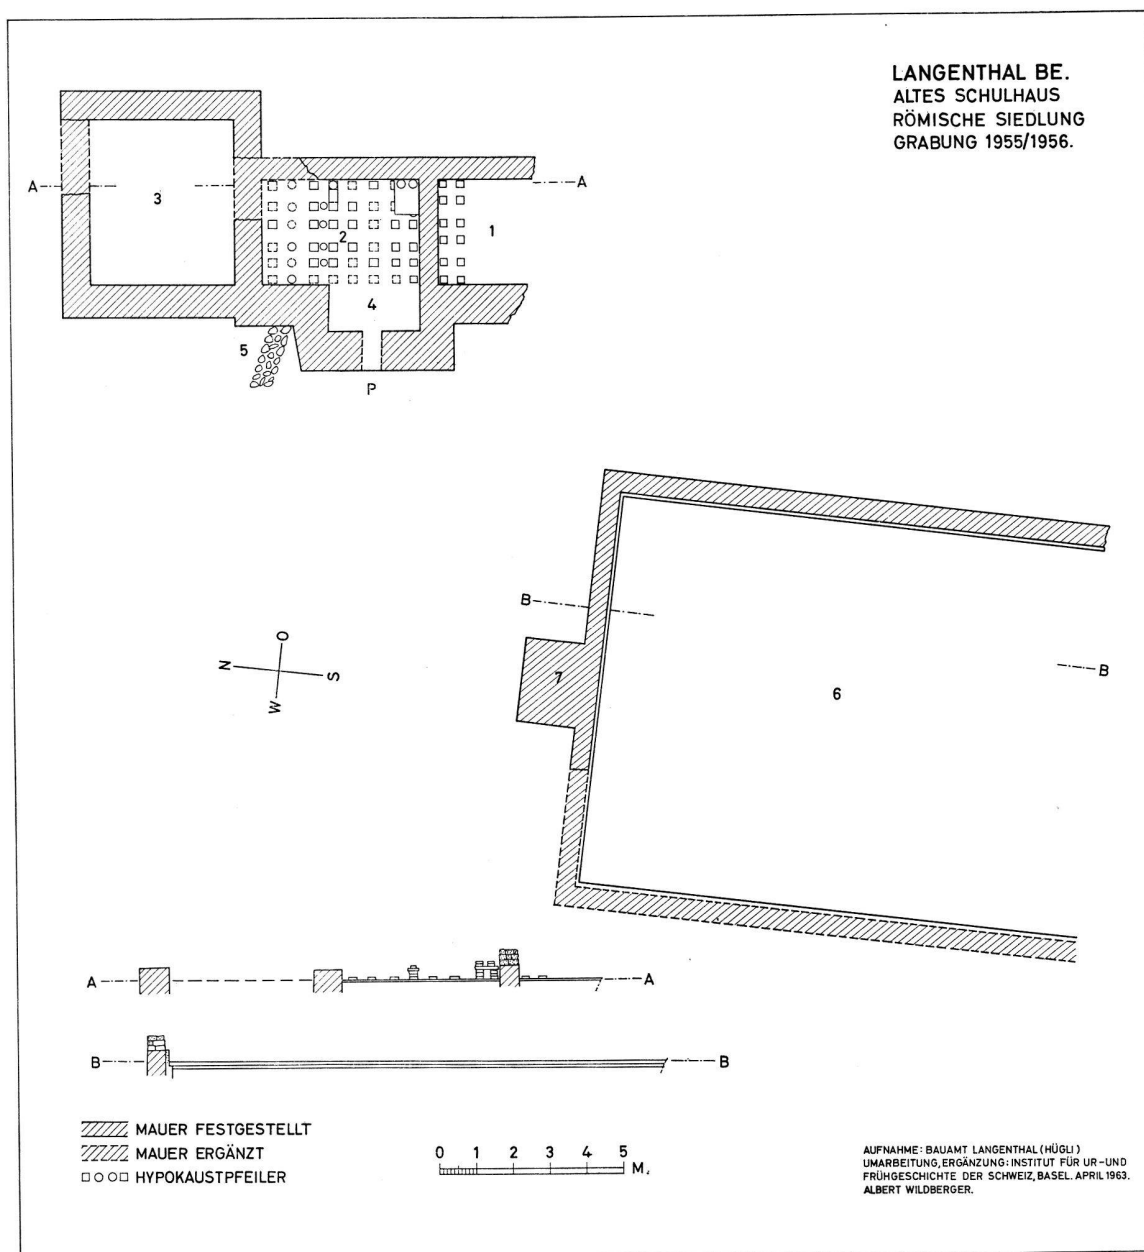 LANGENTHAL BE.
ALTES SCHULHAUS
RÖMISCHE SIEDLUNG
GRABUNG 1955/1956.
A
3
2
1
A
4
5
P
B
7
6
B
N
O
S
W
A
A
B
B
MAUER FESTGESTELLT
MAUER ERGÄNZT
HYPOKAUSTPFEILER
0 1 2 3 4 5
M.
AUFNAHME: BAUAMT LANGENTHAL (HÜGLI)
UMARBEITUNG, ERGÄNZUNG: INSTITUT FÜR UR-UND
FRÜHGESCHICHTE DER SCHWEIZ, BASEL. APRIL 1963.
ALBERT WILDBERGER.